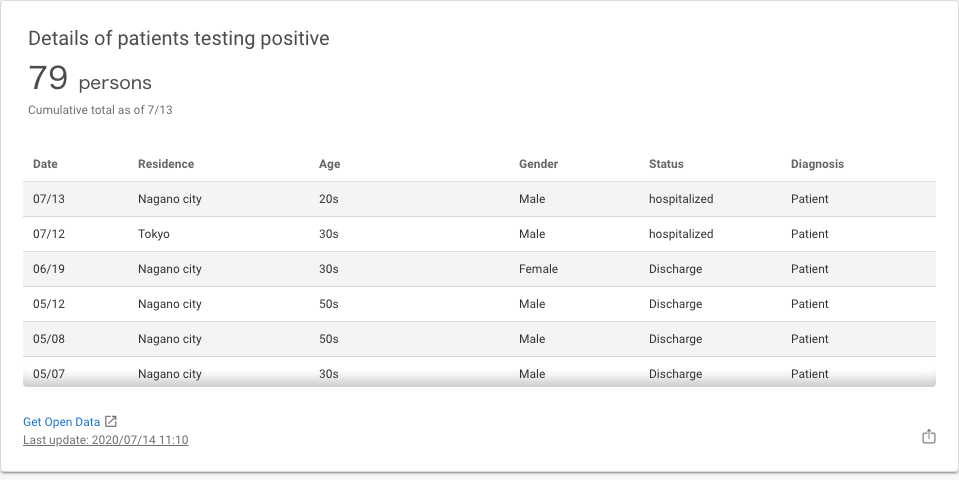 Details of patients testing positive
79 persons
Cumulative total as of 7/13
Date Residence Age Gender Status Diagnosis
07/13 Nagano city 20s Male hospitalized Patient
07/12 Tokyo 30s Male hospitalized Patient
06/19 Nagano city 30s Female Discharge Patient
05/12 Nagano city 50s Male Discharge Patient
05/08 Nagano city 50s Male Discharge Patient
05/07 Nagano city 30s Male Discharge Patient
Get Open Data
Last update: 2020/07/14 11:10